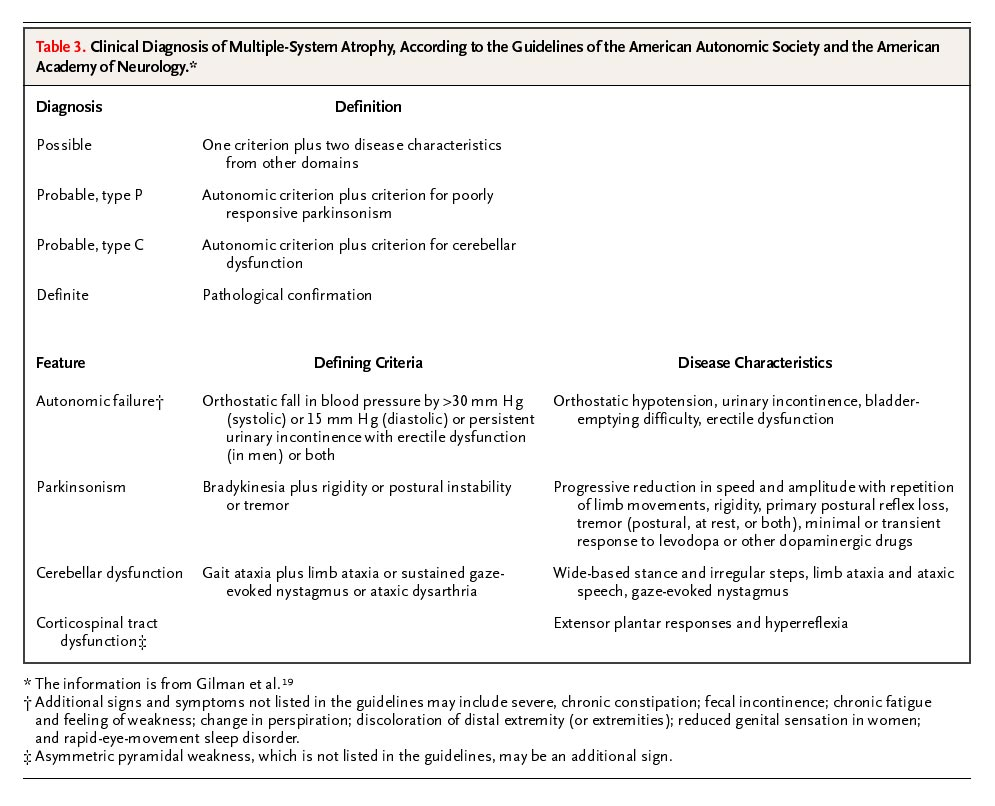 Table 3. Clinical Diagnosis of Multiple-System Atrophy, According to the Guidelines of the American Autonomic Society and the American
Academy of Neurology.*
Diagnosis Definition
Possible One criterion plus two disease characteristics
from other domains
Probable, type P Autonomic criterion plus criterion for poorly
responsive parkinsonism
Probable, type C Autonomic criterion plus criterion for cerebellar
dysfunction
Definite Pathological confirmation
Feature Defining Criteria Disease Characteristics
Autonomic failure† Orthostatic fall in blood pressure by >30 mm Hg Orthostatic hypotension, urinary incontinence, bladder-
(systolic) or 15 mm Hg (diastolic) or persistent emptying difficulty, erectile dysfunction
urinary incontinence with erectile dysfunction
(in men) or both
Parkinsonism Bradykinesia plus rigidity or postural instability Progressive reduction in speed and amplitude with repetition
or tremor of limb movements, rigidity, primary postural reflex loss,
tremor (postural, at rest, or both), minimal or transient
response to levodopa or other dopaminergic drugs
Cerebellar dysfunction Gait ataxia plus limb ataxia or sustained gaze- Wide-based stance and irregular steps, limb ataxia and ataxic
evoked nystagmus or ataxic dysarthria speech, gaze-evoked nystagmus
Corticospinal tract Extensor plantar responses and hyperreflexia
dysfunction‡
* The information is from Gilman et al.¹⁹
† Additional signs and symptoms not listed in the guidelines may include severe, chronic constipation; fecal incontinence; chronic fatigue
and feeling of weakness; change in perspiration; discoloration of distal extremity (or extremities); reduced genital sensation in women;
and rapid-eye-movement sleep disorder.
‡ Asymmetric pyramidal weakness, which is not listed in the guidelines, may be an additional sign.